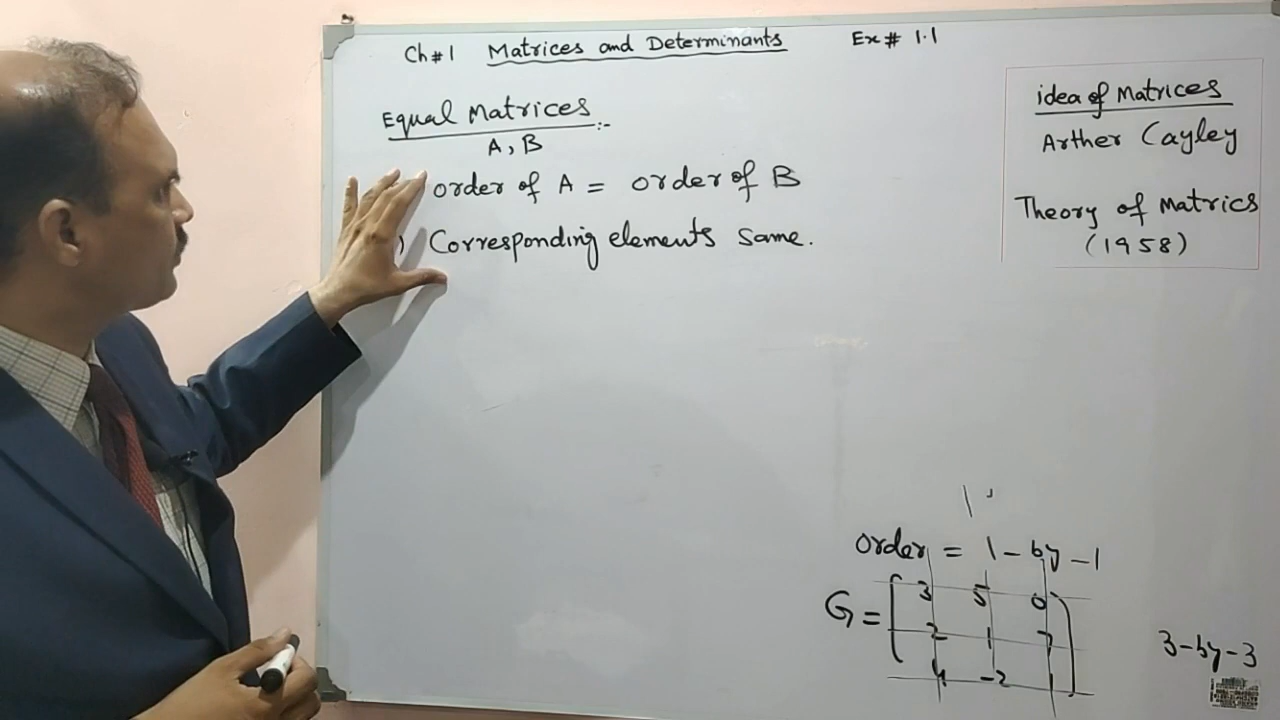 Ch # 1 Matrices and Determinants Ex # 1.1
Equal Matrices :-
A, B
order of A = order of B
) Corresponding elements same.
idea of Matrices
Arther Cayley
Theory of Matrics
(1958)
order = 1 - by - 1
G = [ 3 5 0
2 1 7
4 -2 1 ]
3-by-3